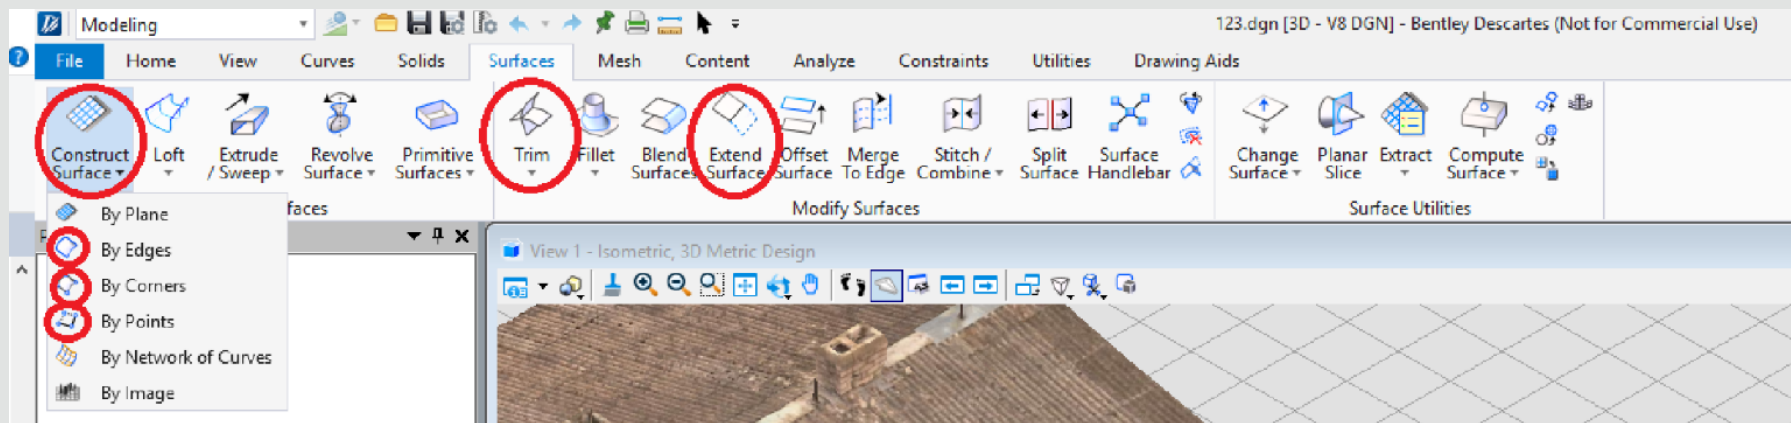 Modeling
123.dgn [3D - V8 DGN] - Bentley Descartes (Not for Commercial Use)
File Home View Curves Solids Surfaces Mesh Content Analyze Constraints Utilities Drawing Aids
Construct Loft Extrude Revolve Primitive Trim Fillet Blend Extend Offset Merge Stitch / Split Surface Change Planar Extract Compute
Surface / Sweep Surface Surfaces Surfaces Surface Surface To Edge Combine Surface Handlebar Surface Slice Surface
faces Modify Surfaces Surface Utilities
By Plane
By Edges
By Corners
By Points
By Network of Curves
By Image
View 1 - Isometric, 3D Metric Design